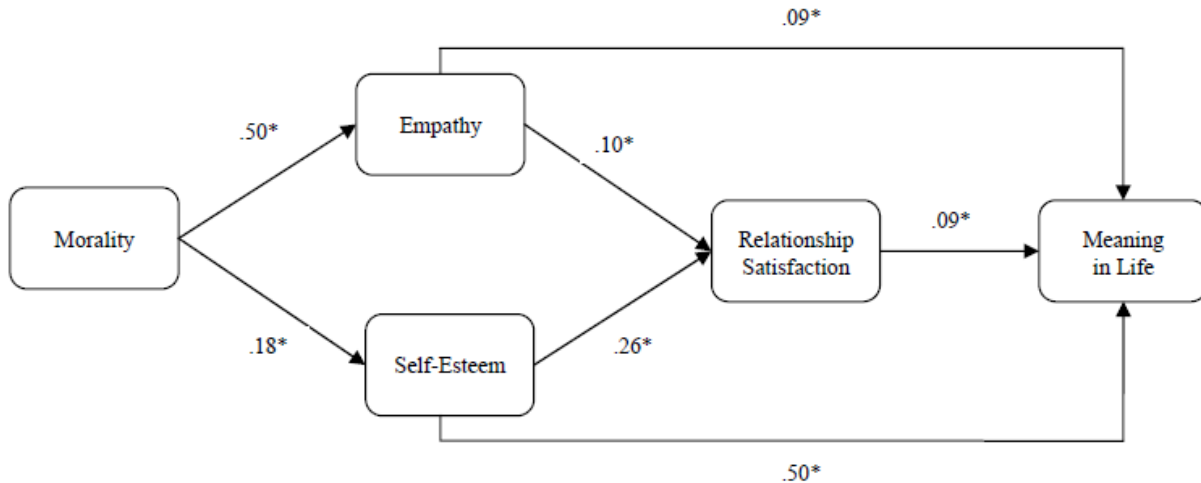 .09*
Empathy
.50*
.10*
Morality
Relationship
Satisfaction
.09*
Meaning
in Life
.18*
Self-Esteem
.26*
.50*